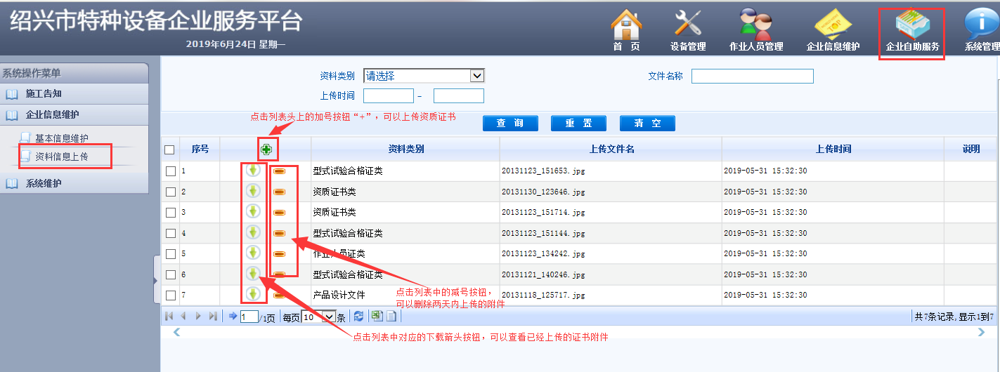 绍兴市特种设备企业服务平台
2019年6月24日 星期一
首 页 设备管理 作业人员管理 企业信息维护 企业自助服务 系统管理
系统操作菜单
施工告知
企业信息维护
基本信息维护
资料信息上传
系统维护
资料类别 请选择 文件名称
上传时间 -
点击列表头上的加号按钮“+”，可以上传资质证书
查 询 重 置 清 空
序号 资料类别 上传文件名 上传时间 说明
1 型式试验合格证类 20131123_151653.jpg 2019-05-31 15:32:30
2 资质证书类 20131130_123646.jpg 2019-05-31 15:32:30
3 资质证书类 20131123_151714.jpg 2019-05-31 15:32:30
4 型式试验合格证类 20131123_151144.jpg 2019-05-31 15:32:30
5 作业人员证类 20131123_134242.jpg 2019-05-31 15:32:30
6 型式试验合格证类 20131121_140246.jpg 2019-05-31 15:32:30
7 产品设计文件 20131118_125717.jpg 2019-05-31 15:32:30
点击列表中的减号按钮，
可以删除两天内上传的附件
1 /1页 每页 10 条 共7条记录,显示1到7
点击列表中对应的下载箭头按钮，可以查看已经上传的证书附件